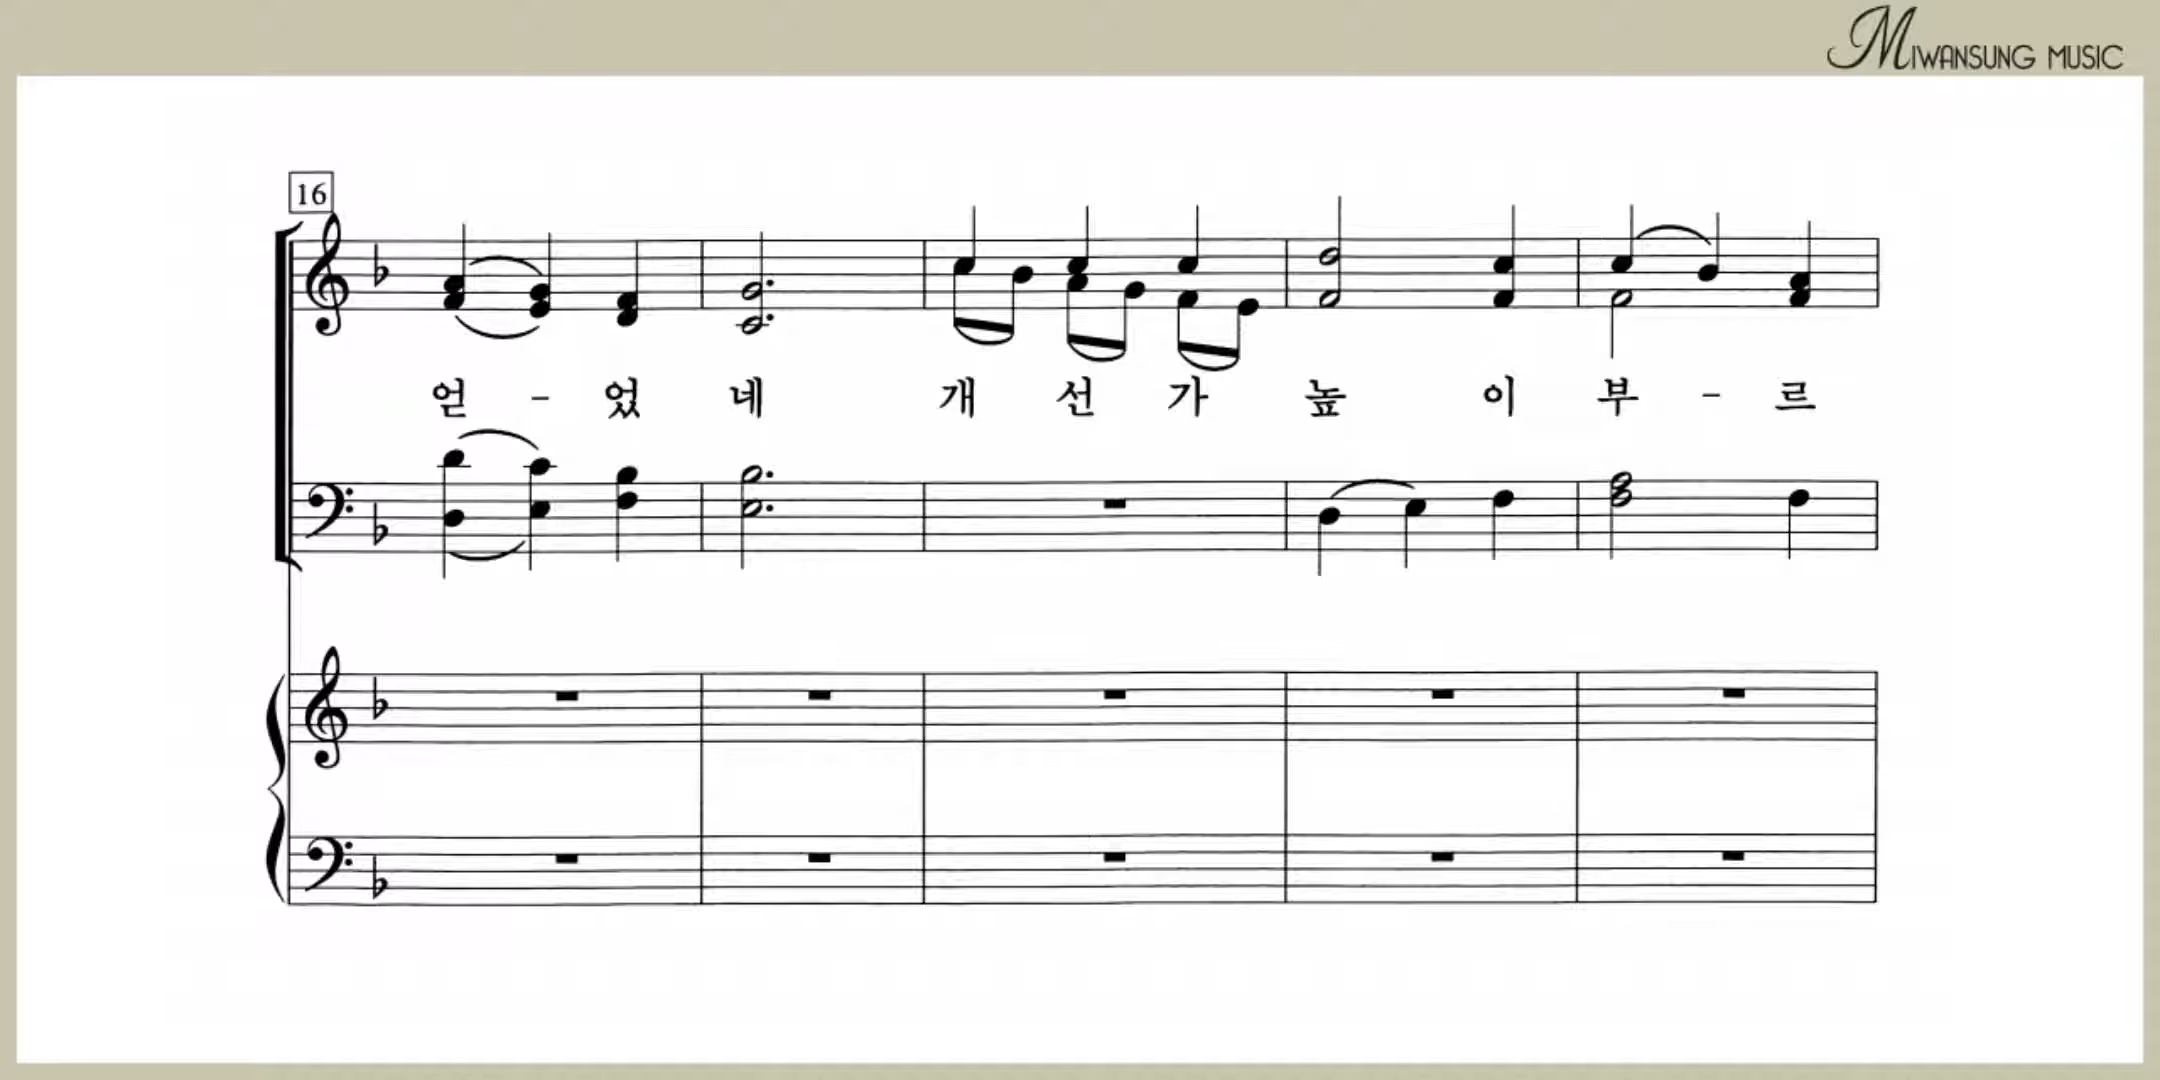 MIWANSUNG MUSIC
16
얻 - 었 네 개 선 가 높 이 부 - 르